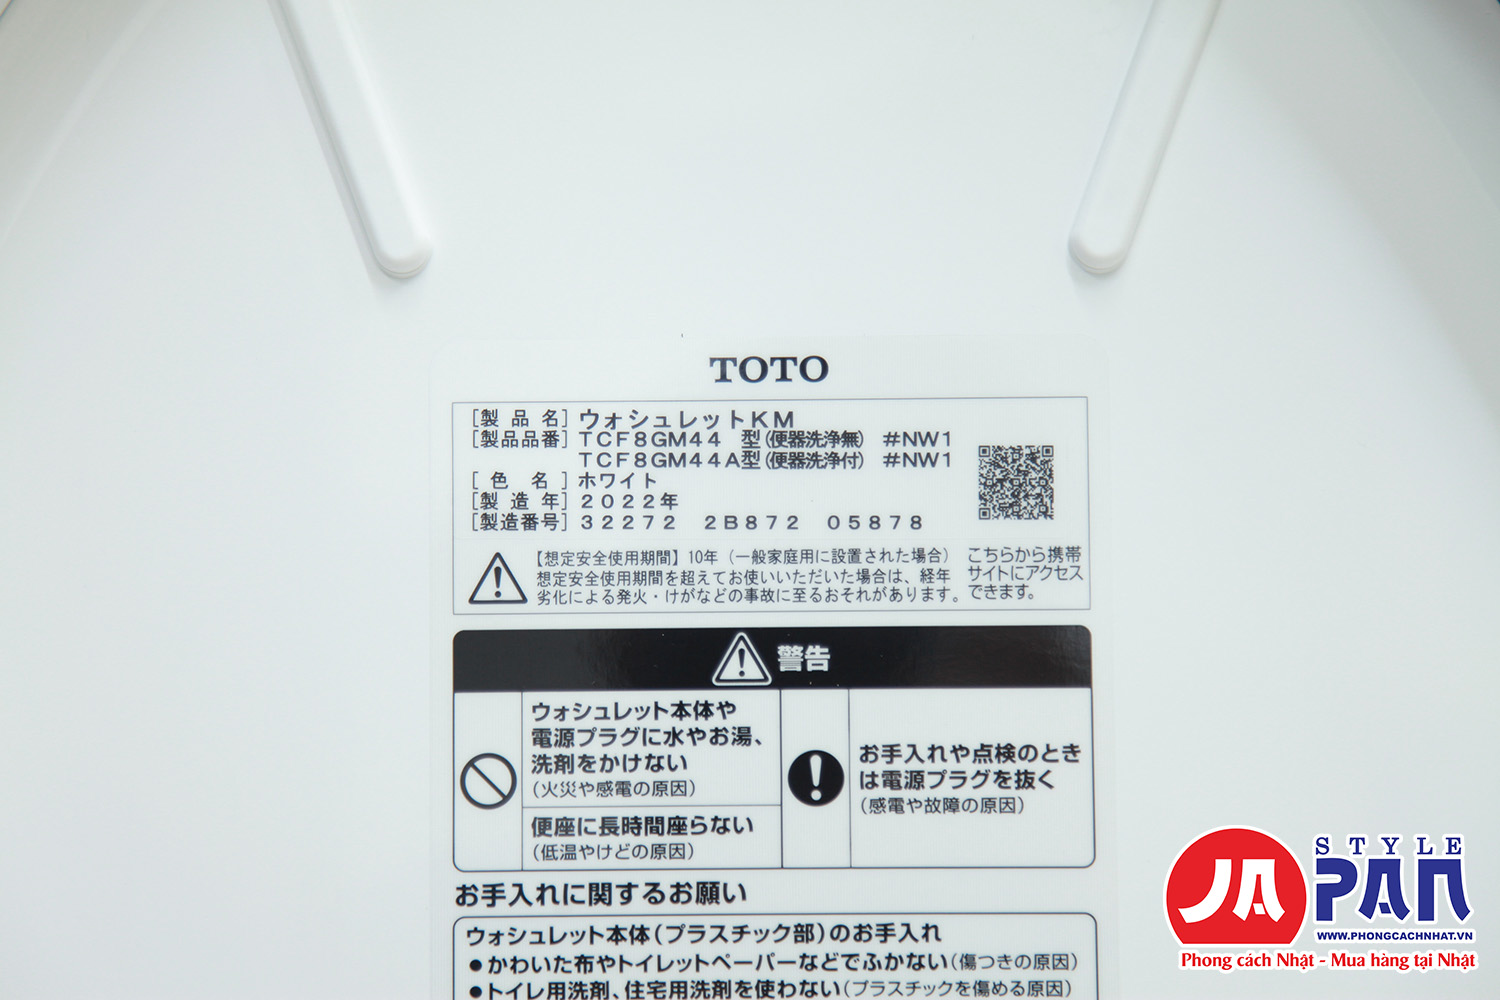 TOTO
[製品名] ウォシュレットKM
[製品品番] TCF8GM44 型(便器洗浄無) #NW1
TCF8GM44A型(便器洗浄付) #NW1
[色名] ホワイト
[製造年] 2022年
[製造番号] 32272 2B872 05878
【想定安全使用期間】10年（一般家庭用に設置された場合）
想定安全使用期間を超えてお使いいただいた場合は、経年
劣化による発火・けがなどの事故に至るおそれがあります。
こちらから携帯
サイトにアクセス
できます。
警告
ウォシュレット本体や
電源プラグに水やお湯、
洗剤をかけない
(火災や感電の原因)
便座に長時間座らない
(低温やけどの原因)
お手入れや点検のとき
は電源プラグを抜く
(感電や故障の原因)
お手入れに関するお願い
ウォシュレット本体(プラスチック部)のお手入れ
●かわいた布やトイレットペーパーなどでふかない(傷つきの原因)
●トイレ用洗剤、住宅用洗剤を使わない(プラスチックを傷める原因)
STYLE
JAPAN
WWW.PHONGCACHNHAT.VN
Phong cách Nhật - Mua hàng tại Nhật